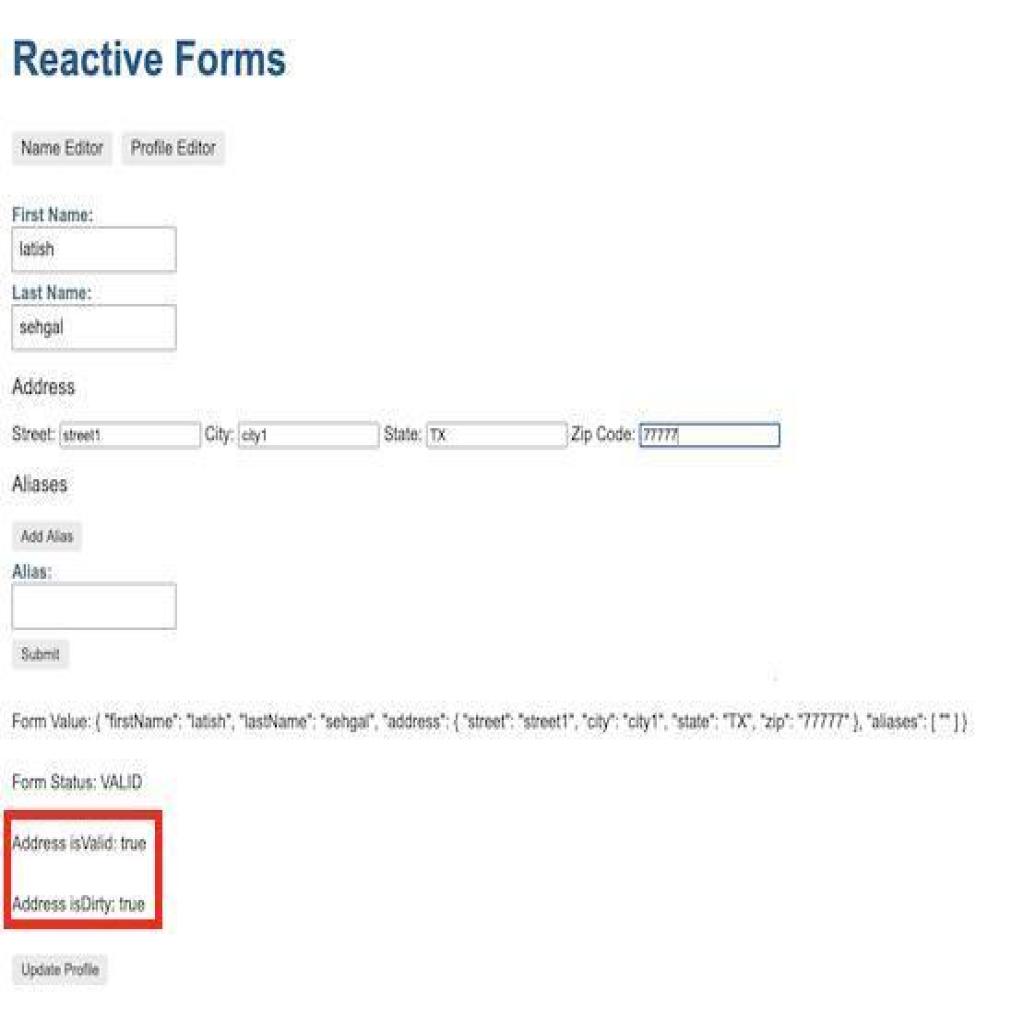 Reactive Forms
Name Editor Profile Editor
First Name:
latish
Last Name:
sehgal
Address
Street: street1 City: city1 State: TX Zip Code: 77777
Aliases
Add Alias
Alias:
Submit
Form Value: { "firstName": "latish", "lastName": "sehgal", "address": { "street": "street1", "city": "city1", "state": "TX", "zip": "77777" }, "aliases": [ "" ] }
Form Status: VALID
Address isValid: true
Address isDirty: true
Update Profile